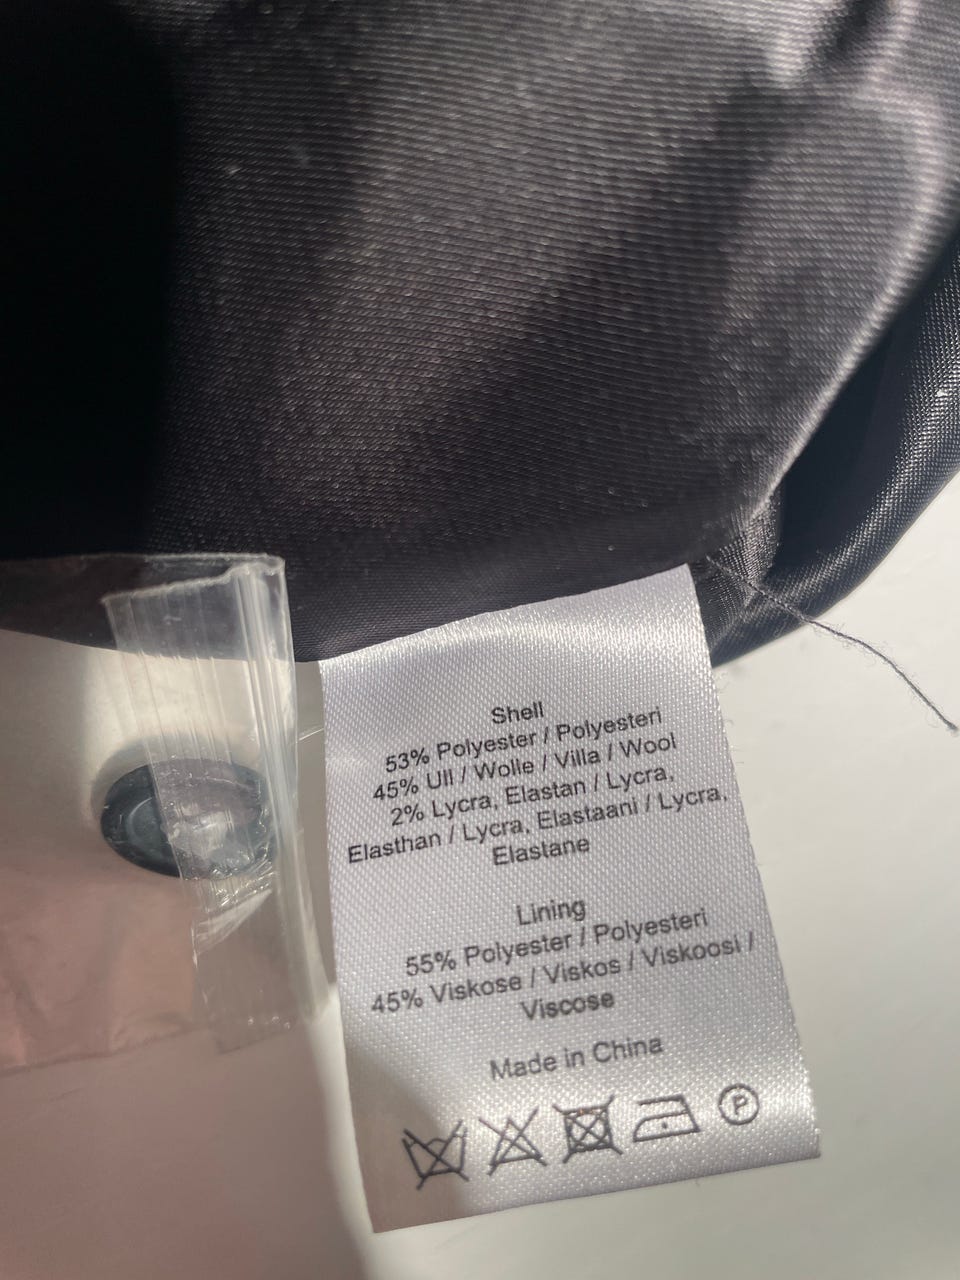 Shell
53% Polyester / Polyesteri
45% Ull / Wolle / Villa / Wool
2% Lycra, Elastan / Lycra,
Elasthan / Lycra, Elastaani / Lycra,
Elastane
Lining
55% Polyester / Polyesteri
45% Viskose / Viskos / Viskoosi /
Viscose
Made in China
P